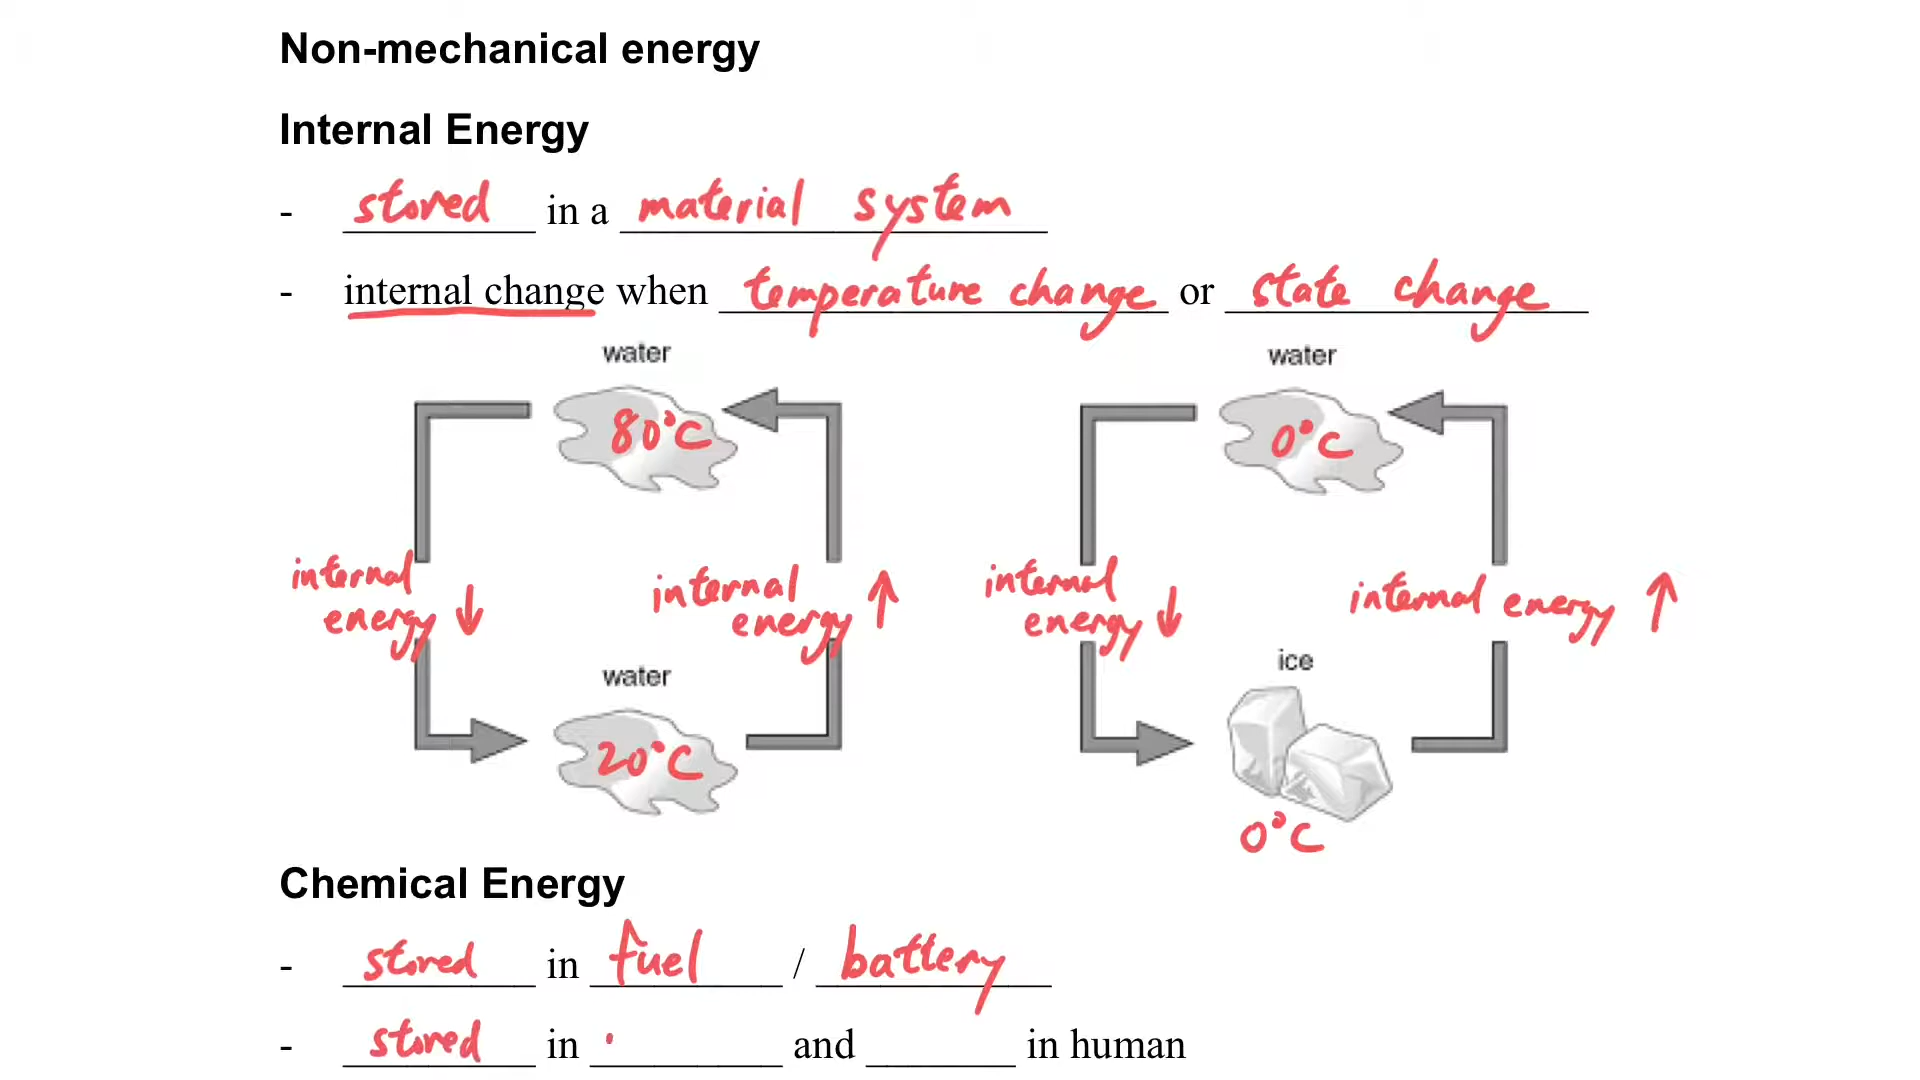 Non-mechanical energy
Internal Energy
- stored in a material system
- internal change when temperature change or state change
water water
80°C 0°C
internal energy ↓ internal energy ↑ internal energy ↓ internal energy ↑
water ice
20°C 0°C
Chemical Energy
- stored in fuel / battery
- stored in ________ and ________ in human